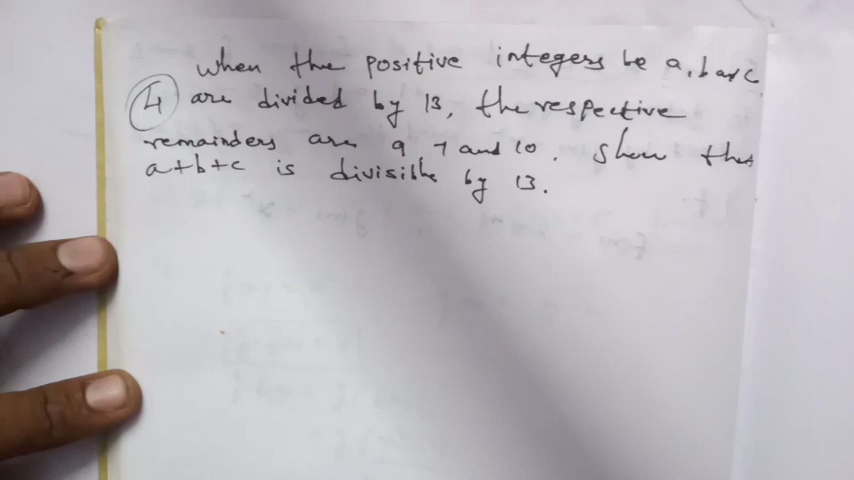 when the positive integers be a, b and c
4 are divided by 13, the respective
remainders are 9 7 and 10. Show that
a+b+c is divisible by 13.